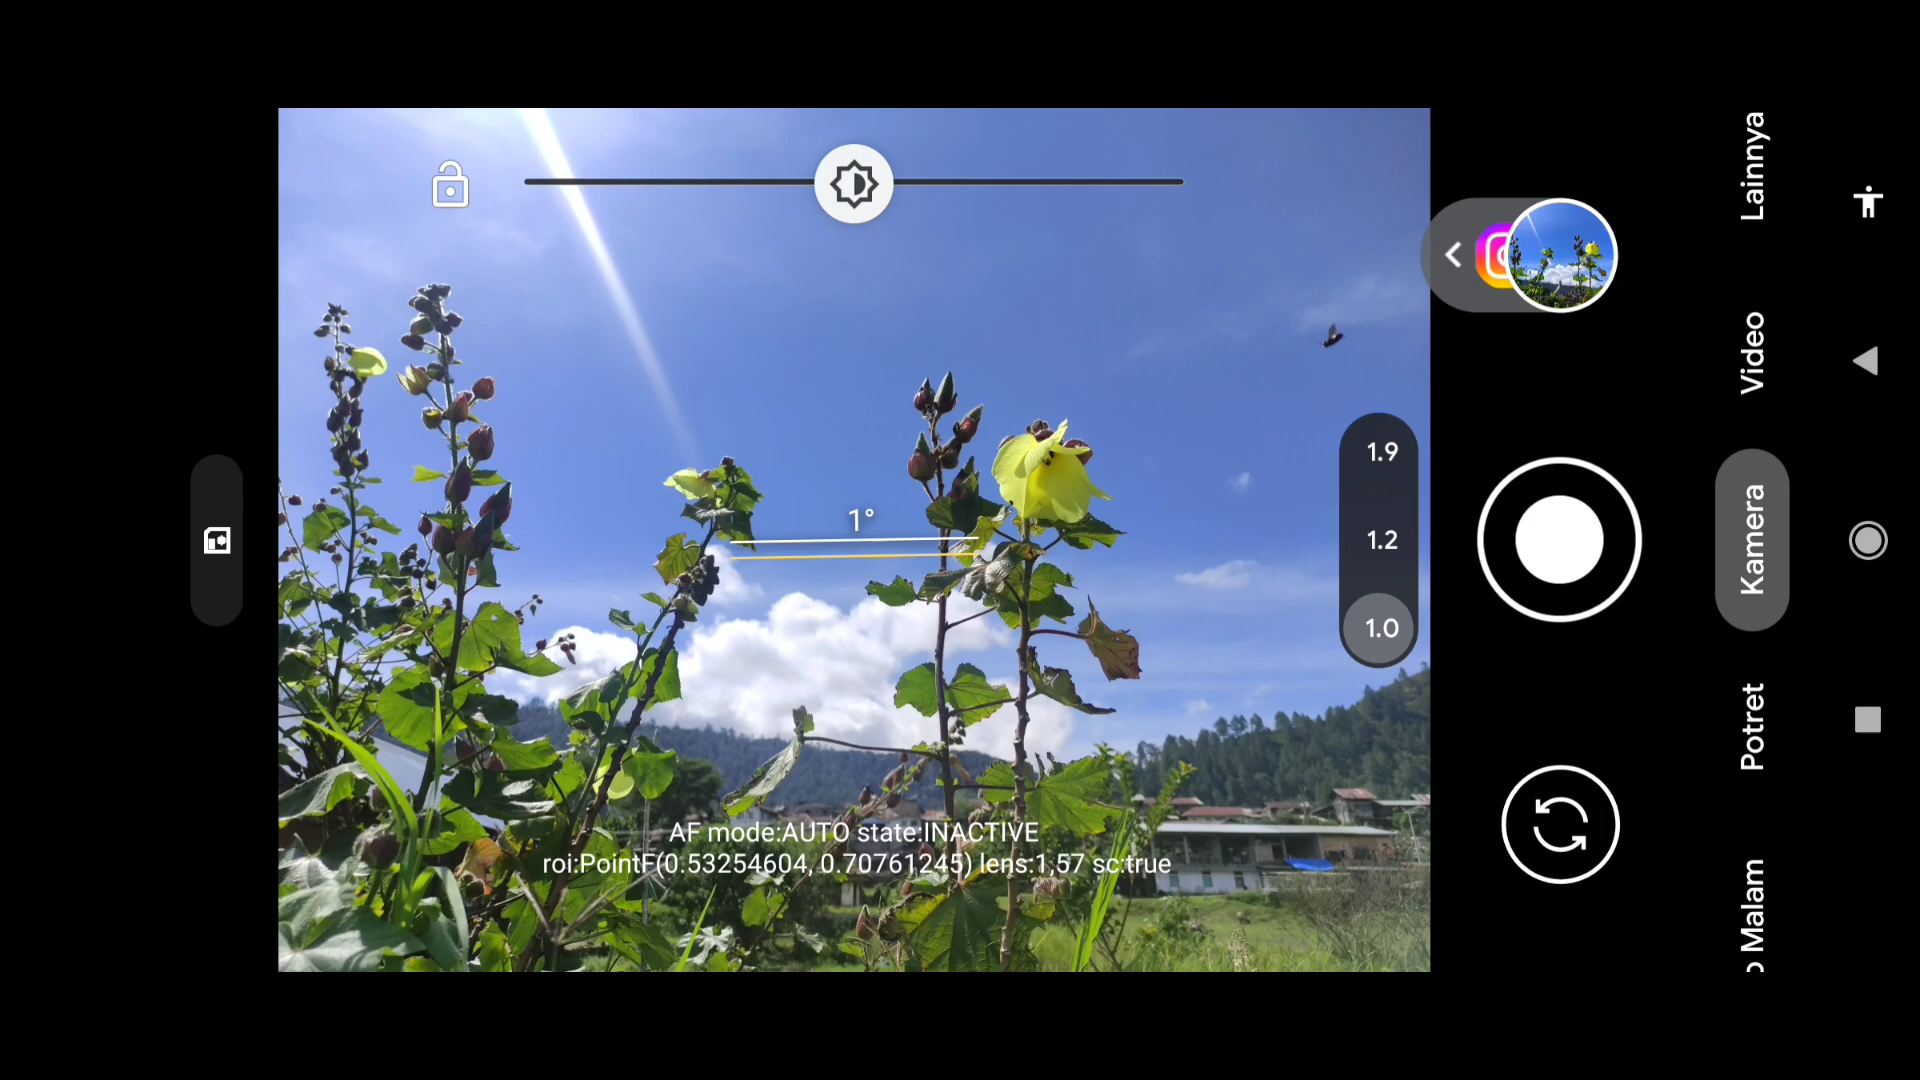 1°
1.9
1.2
1.0
AF mode:AUTO state:INACTIVE
roi:PointF(0.53254604, 0.70761245) lens:1,57 sc:true
Lainnya
Video
Kamera
Potret
Malam